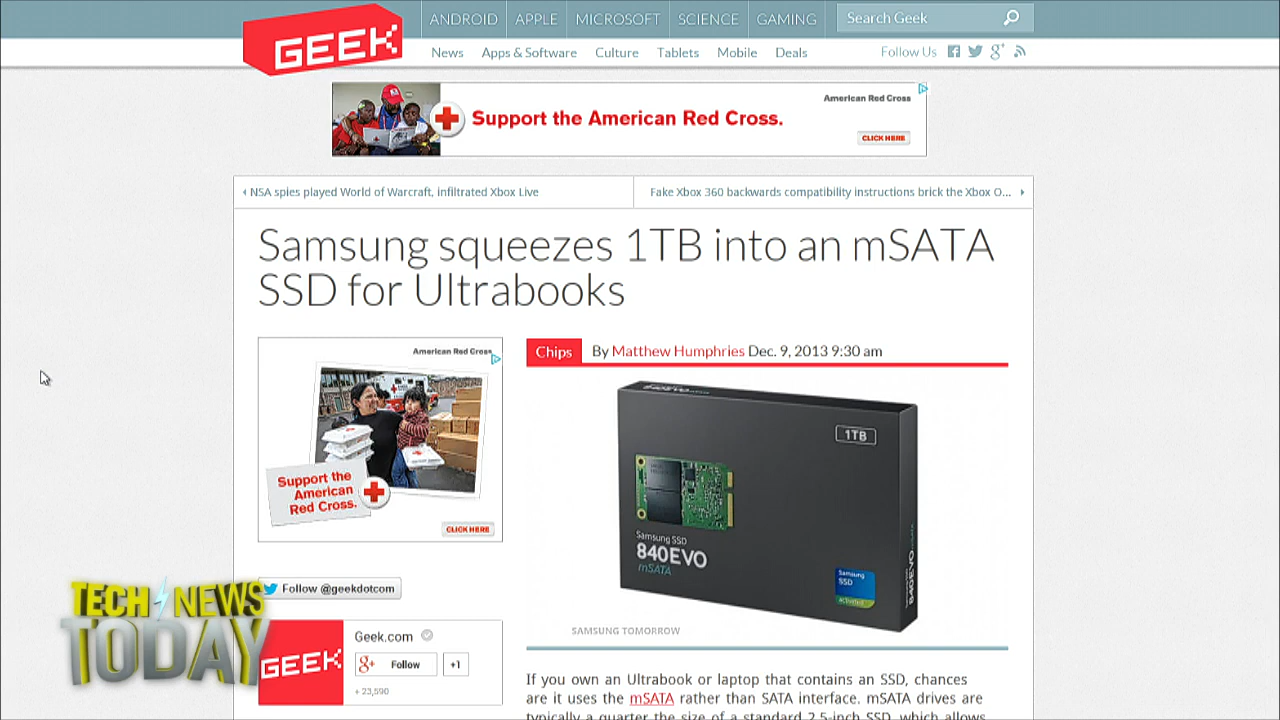 GEEK
ANDROID APPLE MICROSOFT SCIENCE GAMING Search Geek
News Apps & Software Culture Tablets Mobile Deals Follow Us
American Red Cross
Support the American Red Cross.
CLICK HERE
NSA spies played World of Warcraft, infiltrated Xbox Live
Fake Xbox 360 backwards compatibility instructions brick the Xbox O...
Samsung squeezes 1TB into an mSATA
SSD for Ultrabooks
American Red Cross
Support the
American
Red Cross.
CLICK HERE
Chips By Matthew Humphries Dec. 9, 2013 9:30 am
840EVO
1TB
Samsung SSD
840EVO
mSATA
Samsung
SSD
ACTIVATED
840EVO mSATA
SAMSUNG TOMORROW
Follow @geekdotcom
GEEK
Geek.com
g+ Follow +1
+ 23,590
If you own an Ultrabook or laptop that contains an SSD, chances
are it uses the mSATA rather than SATA interface. mSATA drives are
typically a quarter the size of a standard 2.5-inch SSD, which allows
TECH NEWS
TODAY